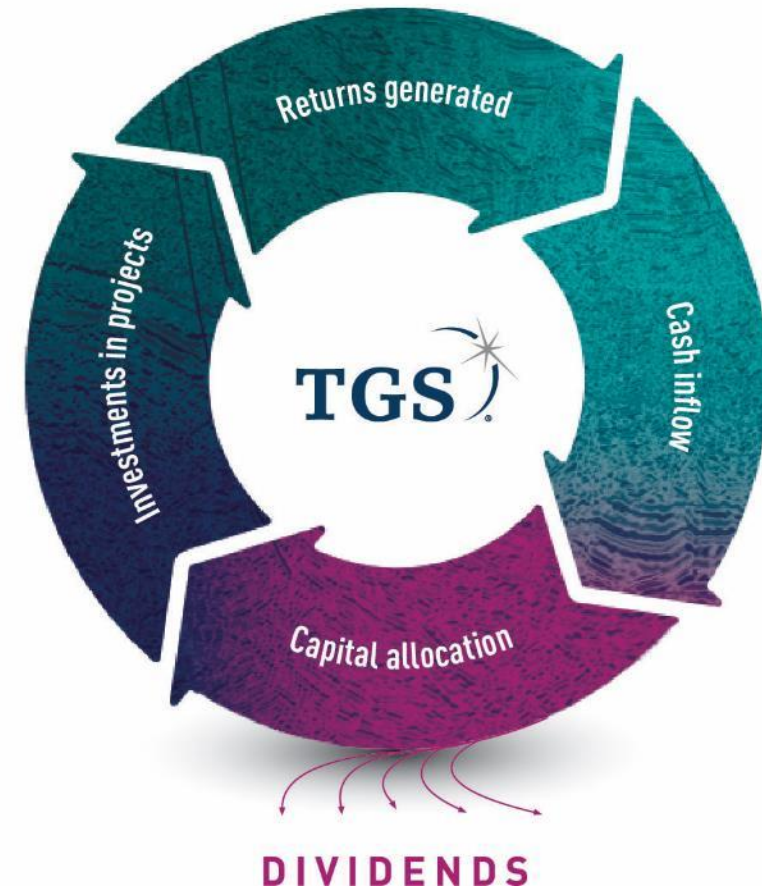 Returns generated
Cash inflow
Capital allocation
Investments in projects
TGS®
DIVIDENDS